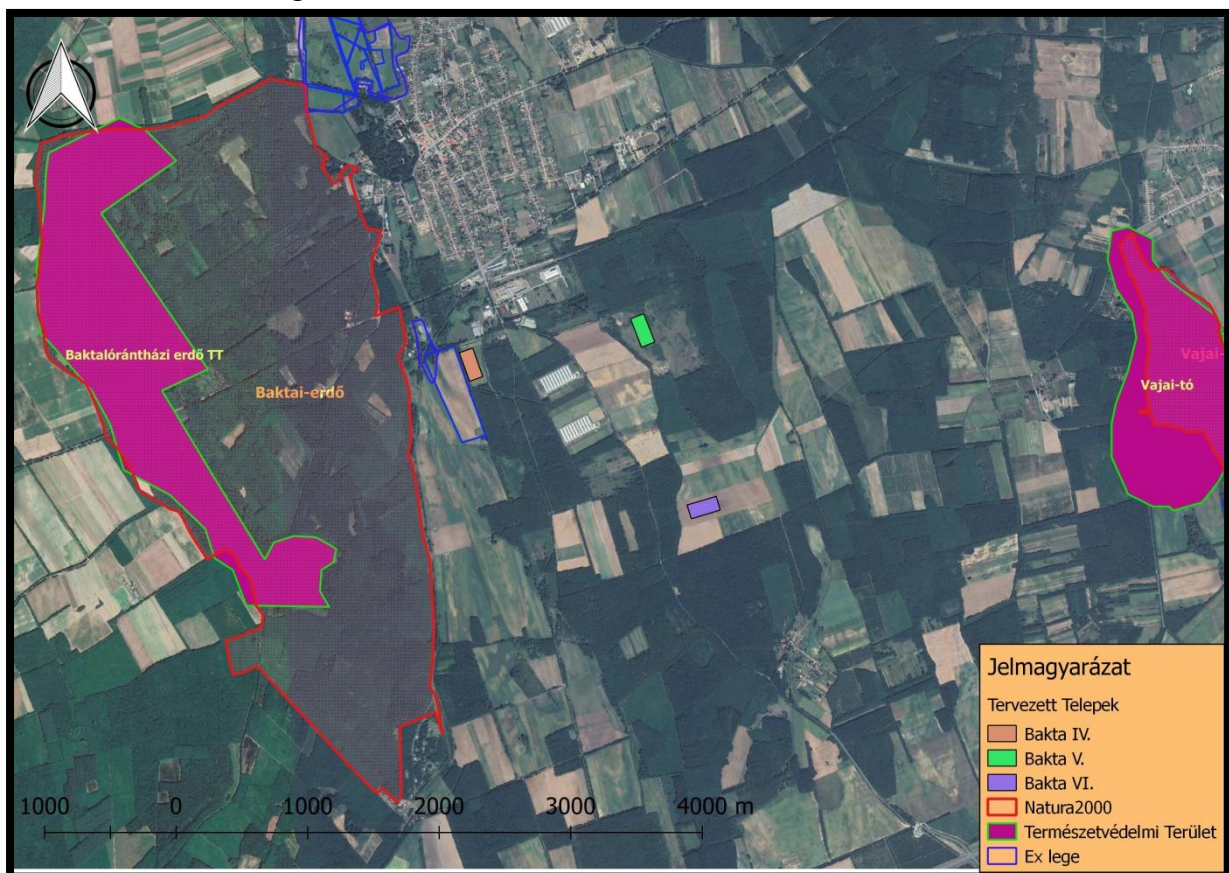 Baktalórántházi erdő TT
Baktai-erdő
Vajai-
Vajai-tó
1000 0 1000 2000 3000 4000 m
Jelmagyarázat
Tervezett Telepek
Bakta IV.
Bakta V.
Bakta VI.
Natura2000
Természetvédelmi Terület
Ex lege